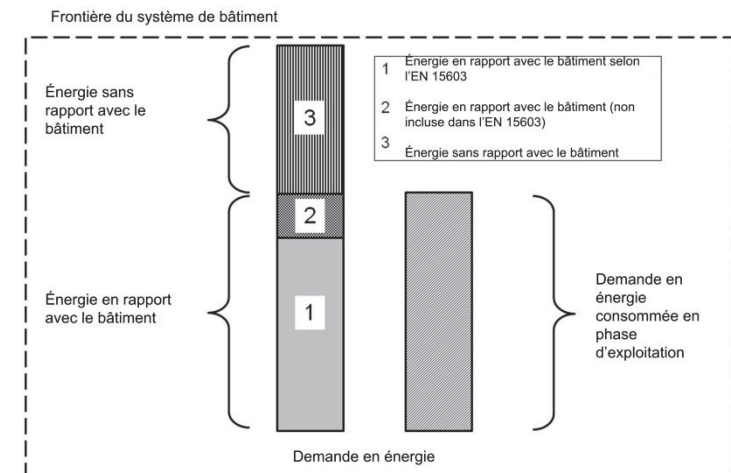 Frontière du système de bâtiment
Énergie sans
rapport avec le
bâtiment
3
1 Énergie en rapport avec le bâtiment selon
l’EN 15603
2 Énergie en rapport avec le bâtiment (non
incluse dans l’EN 15603)
3 Énergie sans rapport avec le bâtiment
2
Énergie en rapport
avec le bâtiment
1
Demande en
énergie
consommée en
phase
d’exploitation
Demande en énergie